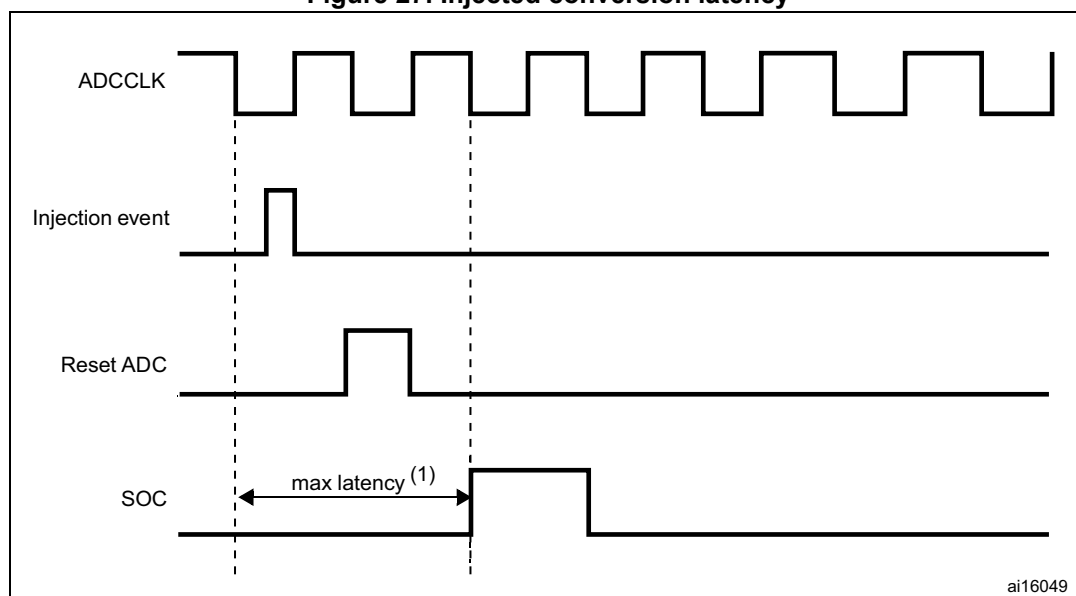 Figure 27. Injected conversion latency
ADCCLK
Injection event
Reset ADC
max latency (1)
SOC
ai16049